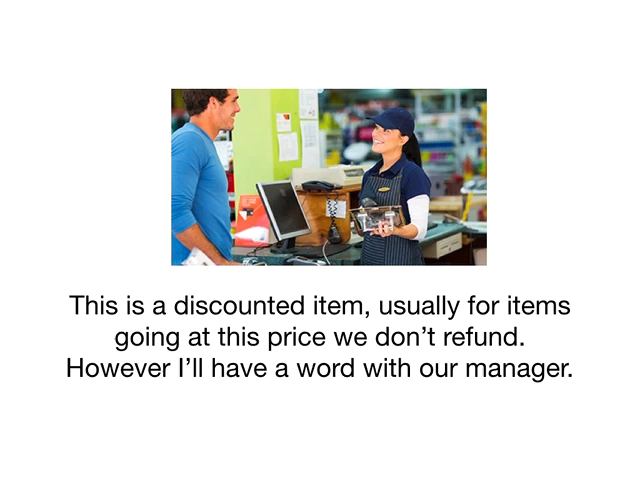 This is a discounted item, usually for items
going at this price we don’t refund.
However I’ll have a word with our manager.